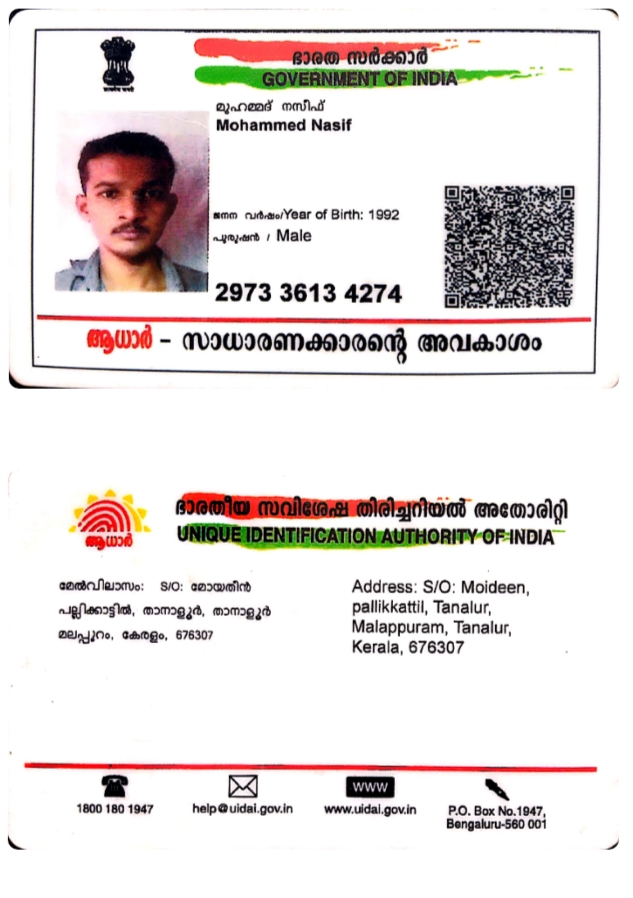 ഭാരത സർക്കാർ
GOVERNMENT OF INDIA
മുഹമ്മദ് നസീഫ്
Mohammed Nasif
ജനന വർഷം/Year of Birth: 1992
പുരുഷൻ / Male
2973 3613 4274
ആധാർ – സാധാരണക്കാരന്റെ അവകാശം
ഭാരതീയ സവിശേഷ തിരിച്ചറിയൽ അതോരിറ്റി
UNIQUE IDENTIFICATION AUTHORITY OF INDIA
ആധാർ
മേൽവിലാസം: S/O: മോയതീൻ
പല്ലിക്കാട്ടിൽ, താനാളൂർ, താനാളൂർ
മലപ്പുറം, കേരളം, 676307
Address: S/O: Moideen,
pallikkattil, Tanalur,
Malappuram, Tanalur,
Kerala, 676307
1800 180 1947
help@uidai.gov.in
www
www.uidai.gov.in
P.O. Box No.1947,
Bengaluru-560 001